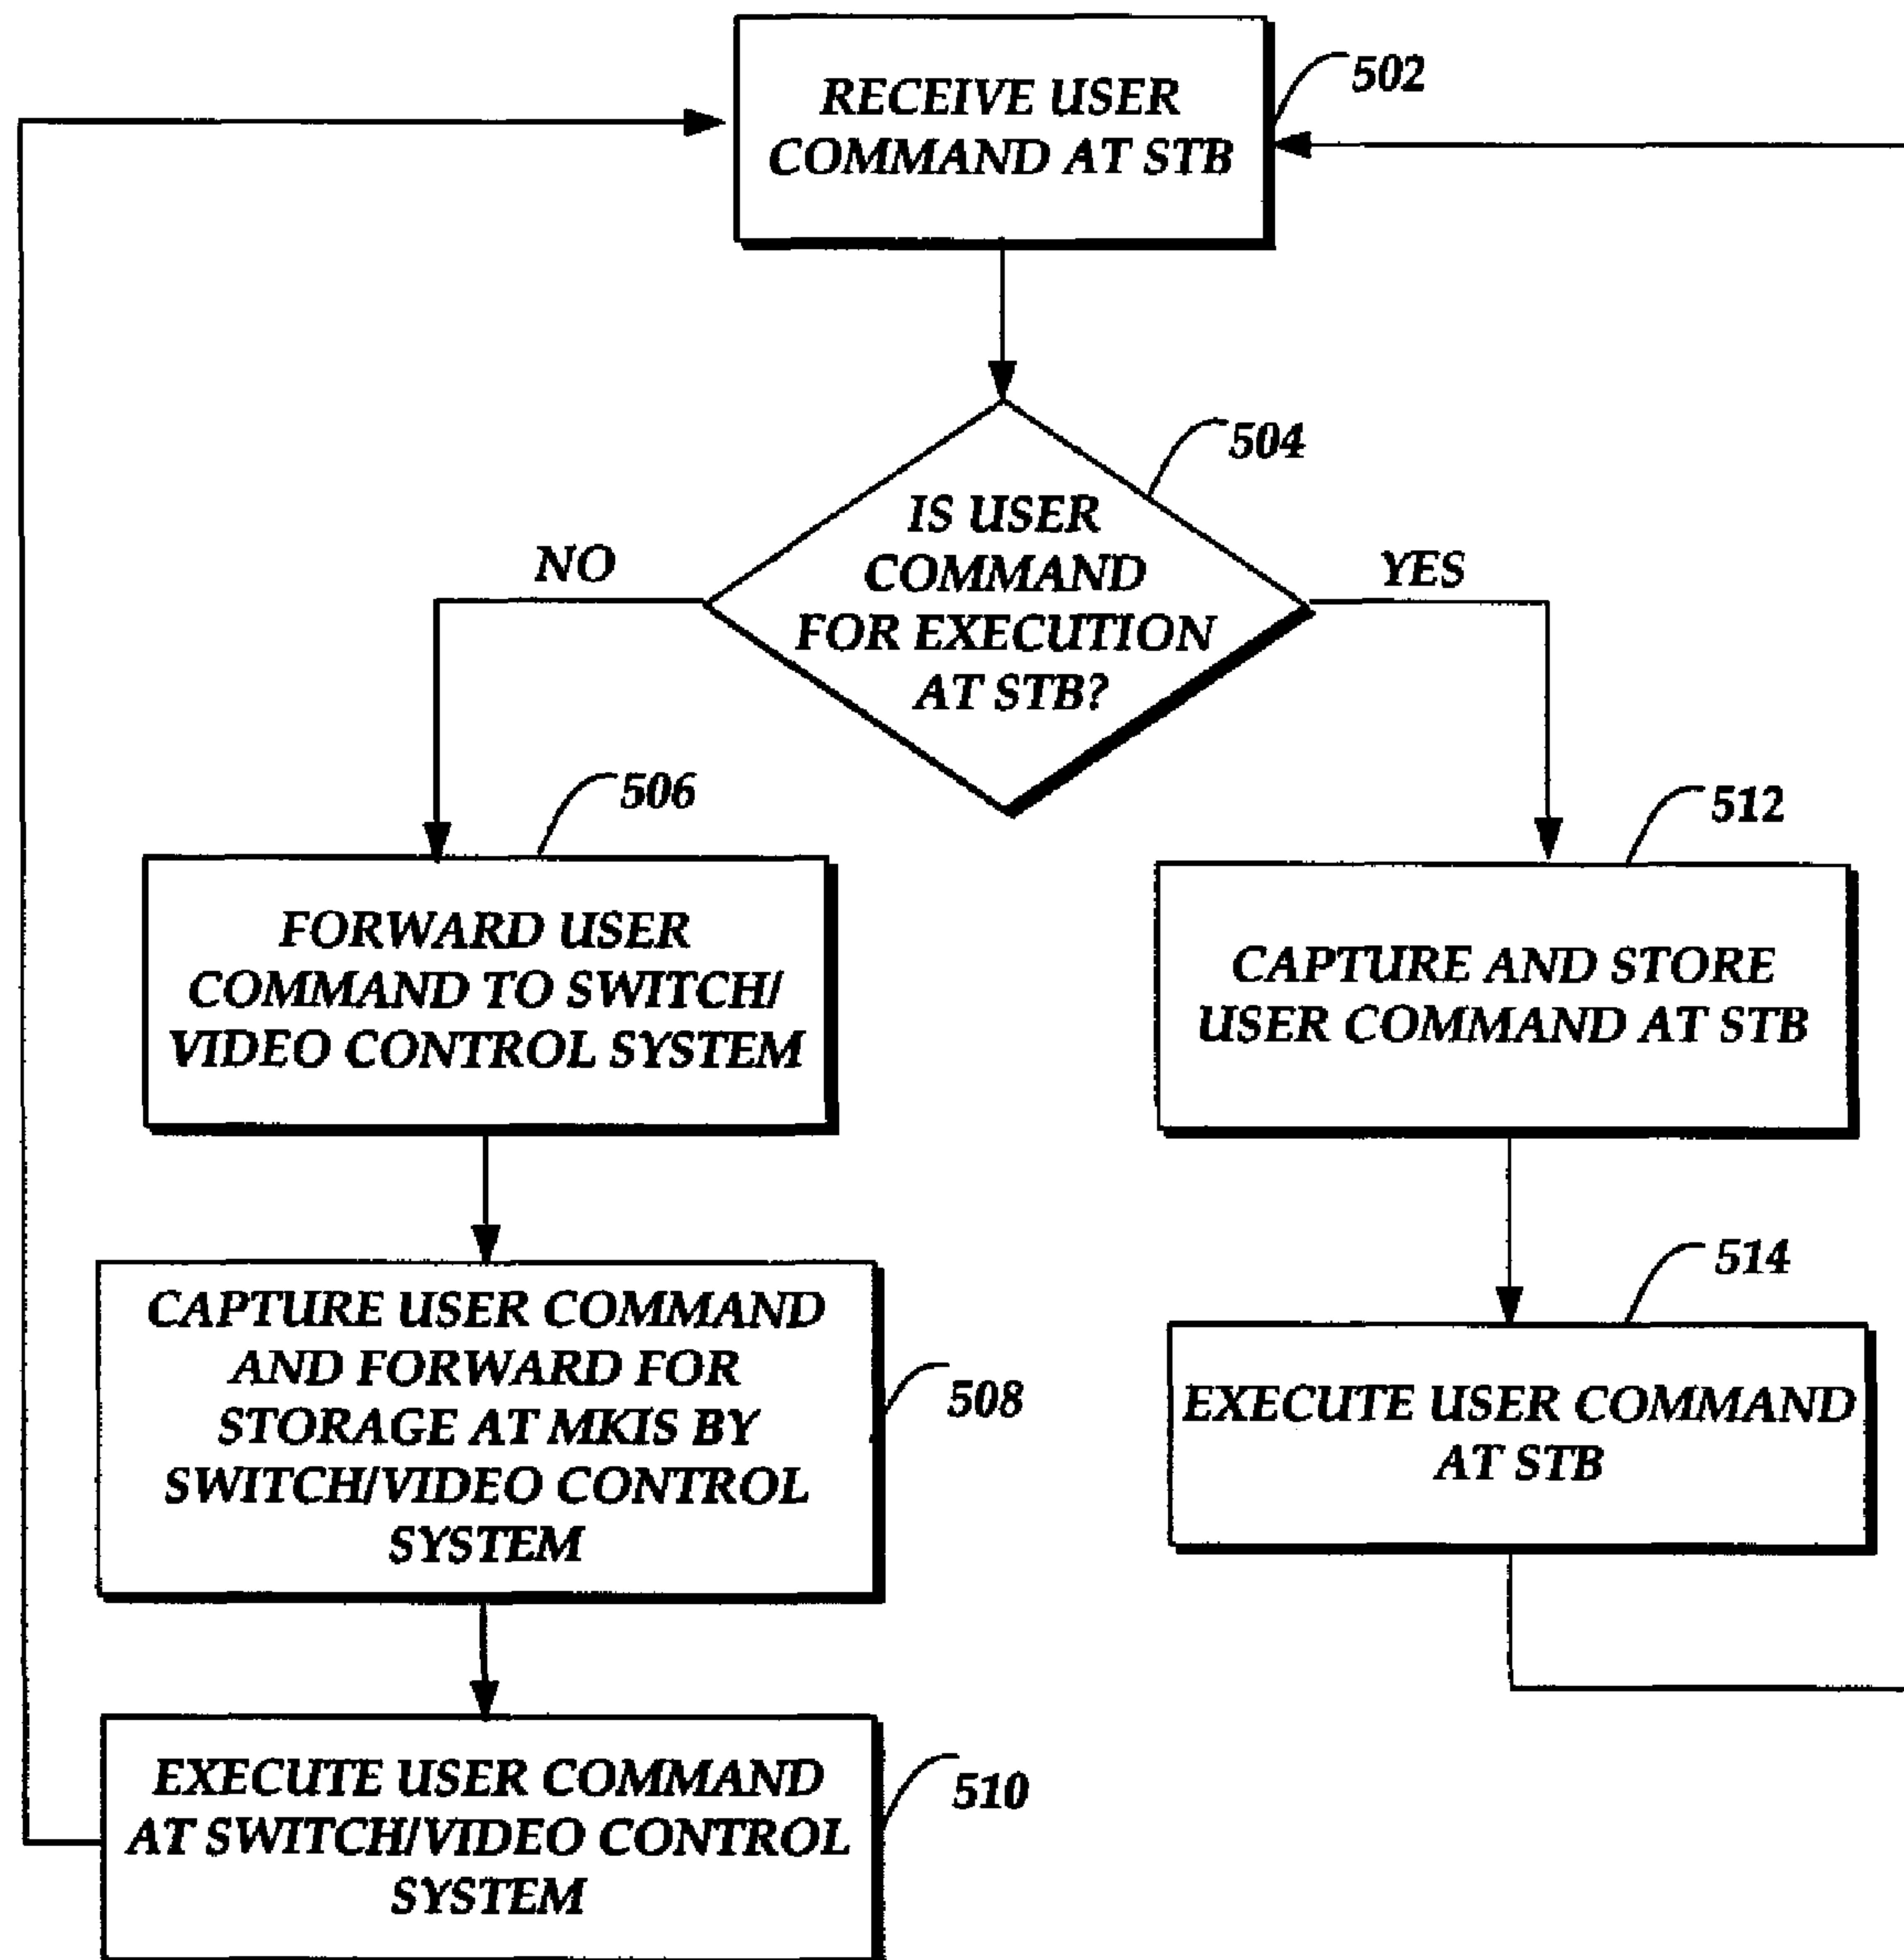 RECEIVE USER
COMMAND AT STB
502
IS USER
COMMAND
FOR EXECUTION
AT STB?
504
NO
YES
506
FORWARD USER
COMMAND TO SWITCH/
VIDEO CONTROL SYSTEM
512
CAPTURE AND STORE
USER COMMAND AT STB
CAPTURE USER COMMAND
AND FORWARD FOR
STORAGE AT MKIS BY
SWITCH/VIDEO CONTROL
SYSTEM
508
514
EXECUTE USER COMMAND
AT STB
EXECUTE USER COMMAND
AT SWITCH/VIDEO CONTROL
SYSTEM
510